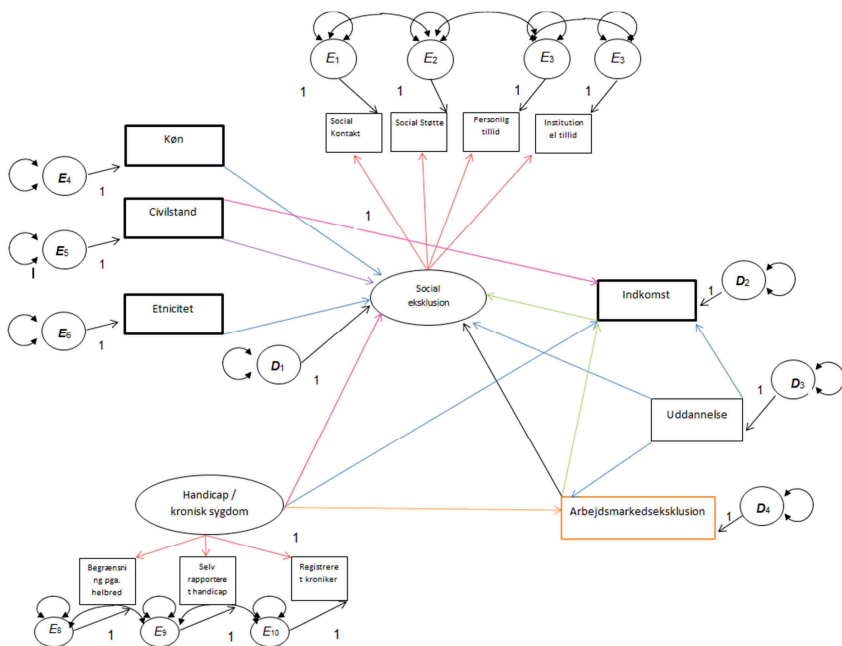 E1
E2
E3
E3
1
1
1
1
Social
Kontakt
Social Støtte
Personlig
tillid
Institution
el tillid
Køn
E4
1
Civilstand
1
E5
1
Etnicitet
E6
1
Social
eksklusion
Indkomst
1
D2
D1
1
D3
1
Uddannelse
Handicap /
kronisk sygdom
Arbejdsmarkedseksklusion
1
D4
1
Begrænsni
ng pga.
helbred
Selv
rapportere
t handicap
Registrere
t kroniker
E8
1
E9
1
E10
1